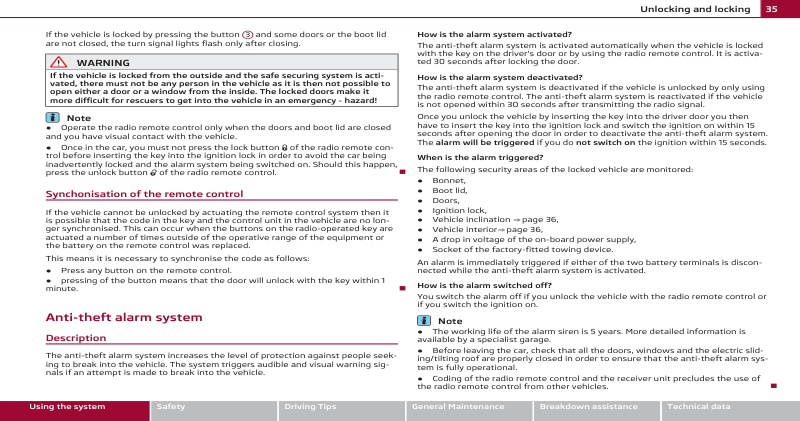 Unlocking and locking 35
If the vehicle is locked by pressing the button 3 and some doors or the boot lid
are not closed, the turn signal lights flash only after closing.
WARNING
If the vehicle is locked from the outside and the safe securing system is acti-
vated, there must not be any person in the vehicle as it is then not possible to
open either a door or a window from the inside. The locked doors make it
more difficult for rescuers to get into the vehicle in an emergency - hazard!
Note
• Operate the radio remote control only when the doors and boot lid are closed
and you have visual contact with the vehicle.
• Once in the car, you must not press the lock button of the radio remote con-
trol before inserting the key into the ignition lock in order to avoid the car being
inadvertently locked and the alarm system being switched on. Should this happen,
press the unlock button of the radio remote control.
Synchonisation of the remote control
If the vehicle cannot be unlocked by actuating the remote control system then it
is possible that the code in the key and the control unit in the vehicle are no lon-
ger synchronised. This can occur when the buttons on the radio-operated key are
actuated a number of times outside of the operative range of the equipment or
the battery on the remote control was replaced.
This means it is necessary to synchronise the code as follows:
• Press any button on the remote control.
• pressing of the button means that the door will unlock with the key within 1
minute.
Anti-theft alarm system
Description
The anti-theft alarm system increases the level of protection against people seek-
ing to break into the vehicle. The system triggers audible and visual warning sig-
nals if an attempt is made to break into the vehicle.
How is the alarm system activated?
The anti-theft alarm system is activated automatically when the vehicle is locked
with the key on the driver's door or by using the radio remote control. It is activa-
ted 30 seconds after locking the door.
How is the alarm system deactivated?
The anti-theft alarm system is deactivated if the vehicle is unlocked by only using
the radio remote control. The anti-theft alarm system is reactivated if the vehicle
is not opened within 30 seconds after transmitting the radio signal.
Once you unlock the vehicle by inserting the key into the driver door you then
have to insert the key into the ignition lock and switch the ignition on within 15
seconds after opening the door in order to deactivate the anti-theft alarm system.
The alarm will be triggered if you do not switch on the ignition within 15 seconds.
When is the alarm triggered?
The following security areas of the locked vehicle are monitored:
• Bonnet,
• Boot lid,
• Doors,
• Ignition lock,
• Vehicle inclination ⇒ page 36,
• Vehicle interior ⇒ page 36,
• A drop in voltage of the on-board power supply,
• Socket of the factory-fitted towing device.
An alarm is immediately triggered if either of the two battery terminals is discon-
nected while the anti-theft alarm system is activated.
How is the alarm switched off?
You switch the alarm off if you unlock the vehicle with the radio remote control or
if you switch the ignition on.
Note
• The working life of the alarm siren is 5 years. More detailed information is
available by a specialist garage.
• Before leaving the car, check that all the doors, windows and the electric slid-
ing/tilting roof are properly closed in order to ensure that the anti-theft alarm sys-
tem is fully operational.
• Coding of the radio remote control and the receiver unit precludes the use of
the radio remote control from other vehicles.
Using the system Safety Driving Tips General Maintenance Breakdown assistance Technical data